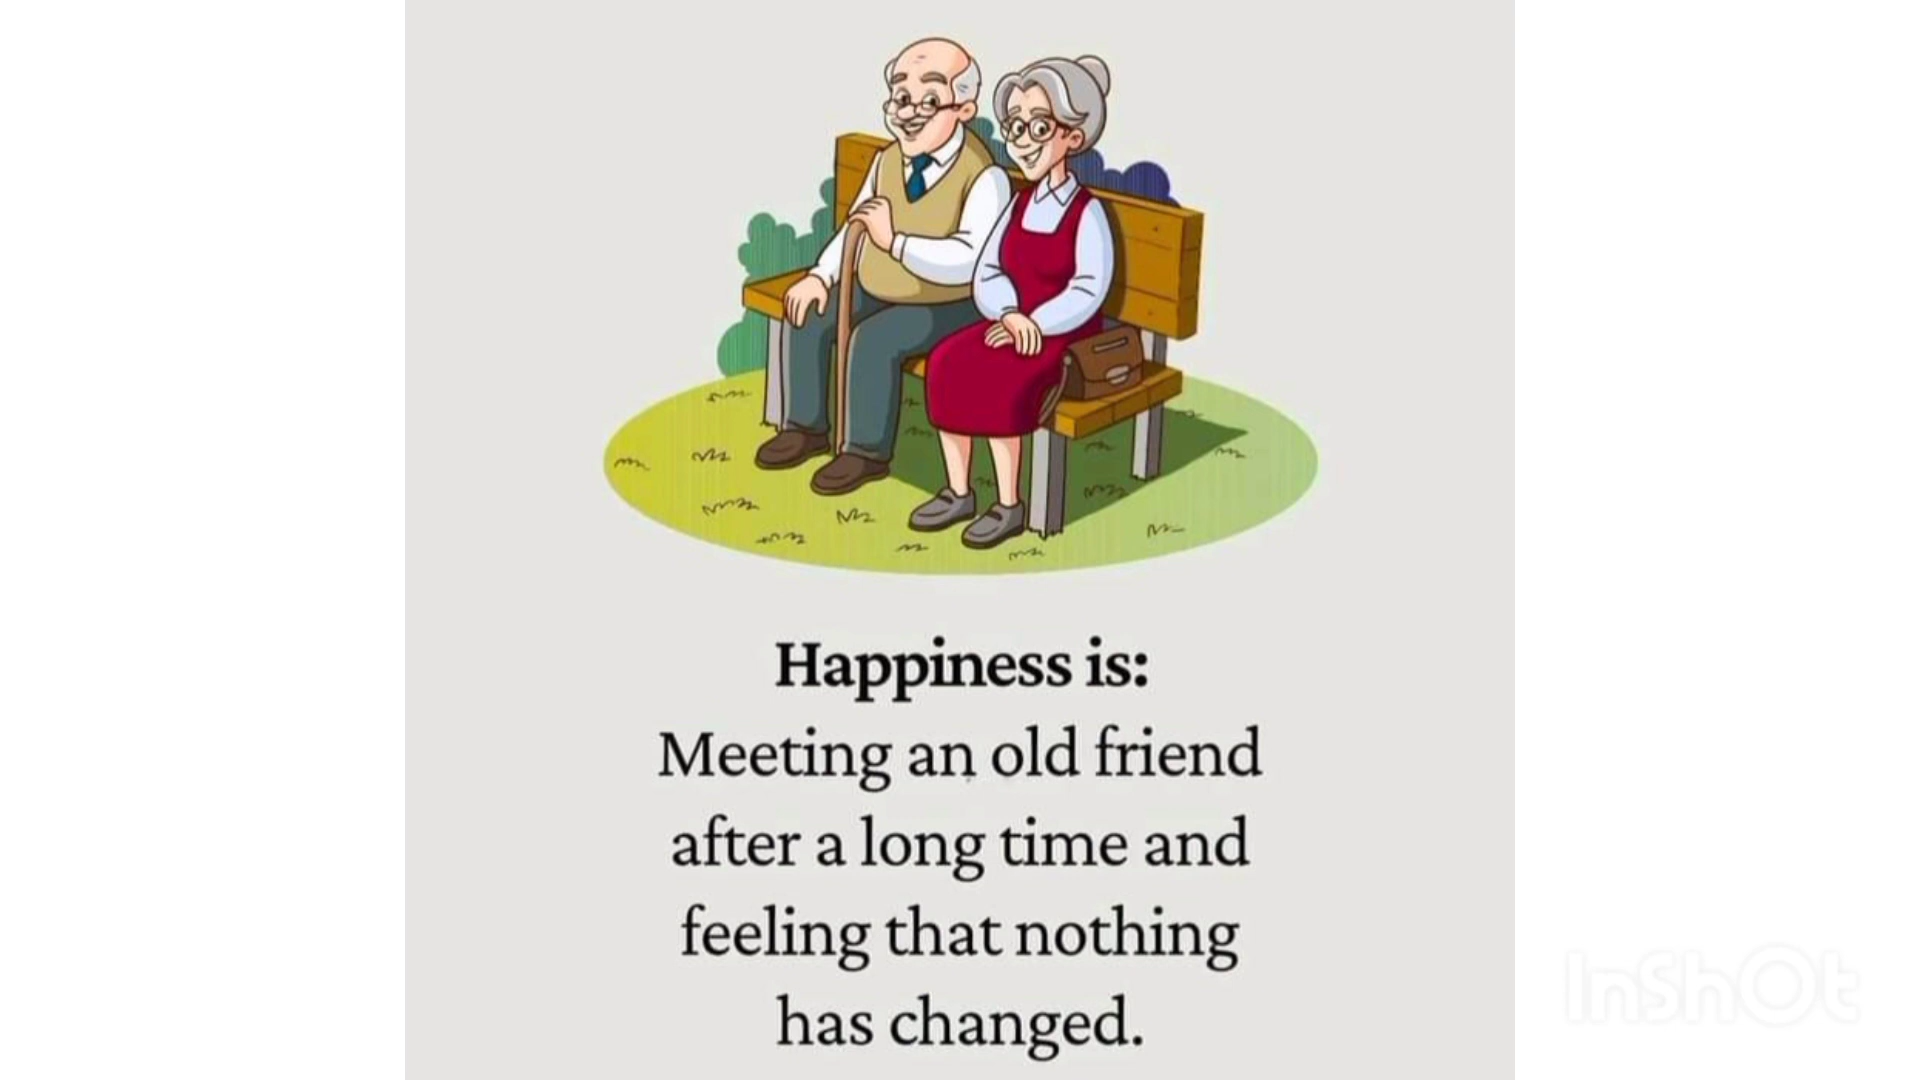 Happiness is:
Meeting an old friend
after a long time and
feeling that nothing
has changed.
InShOt